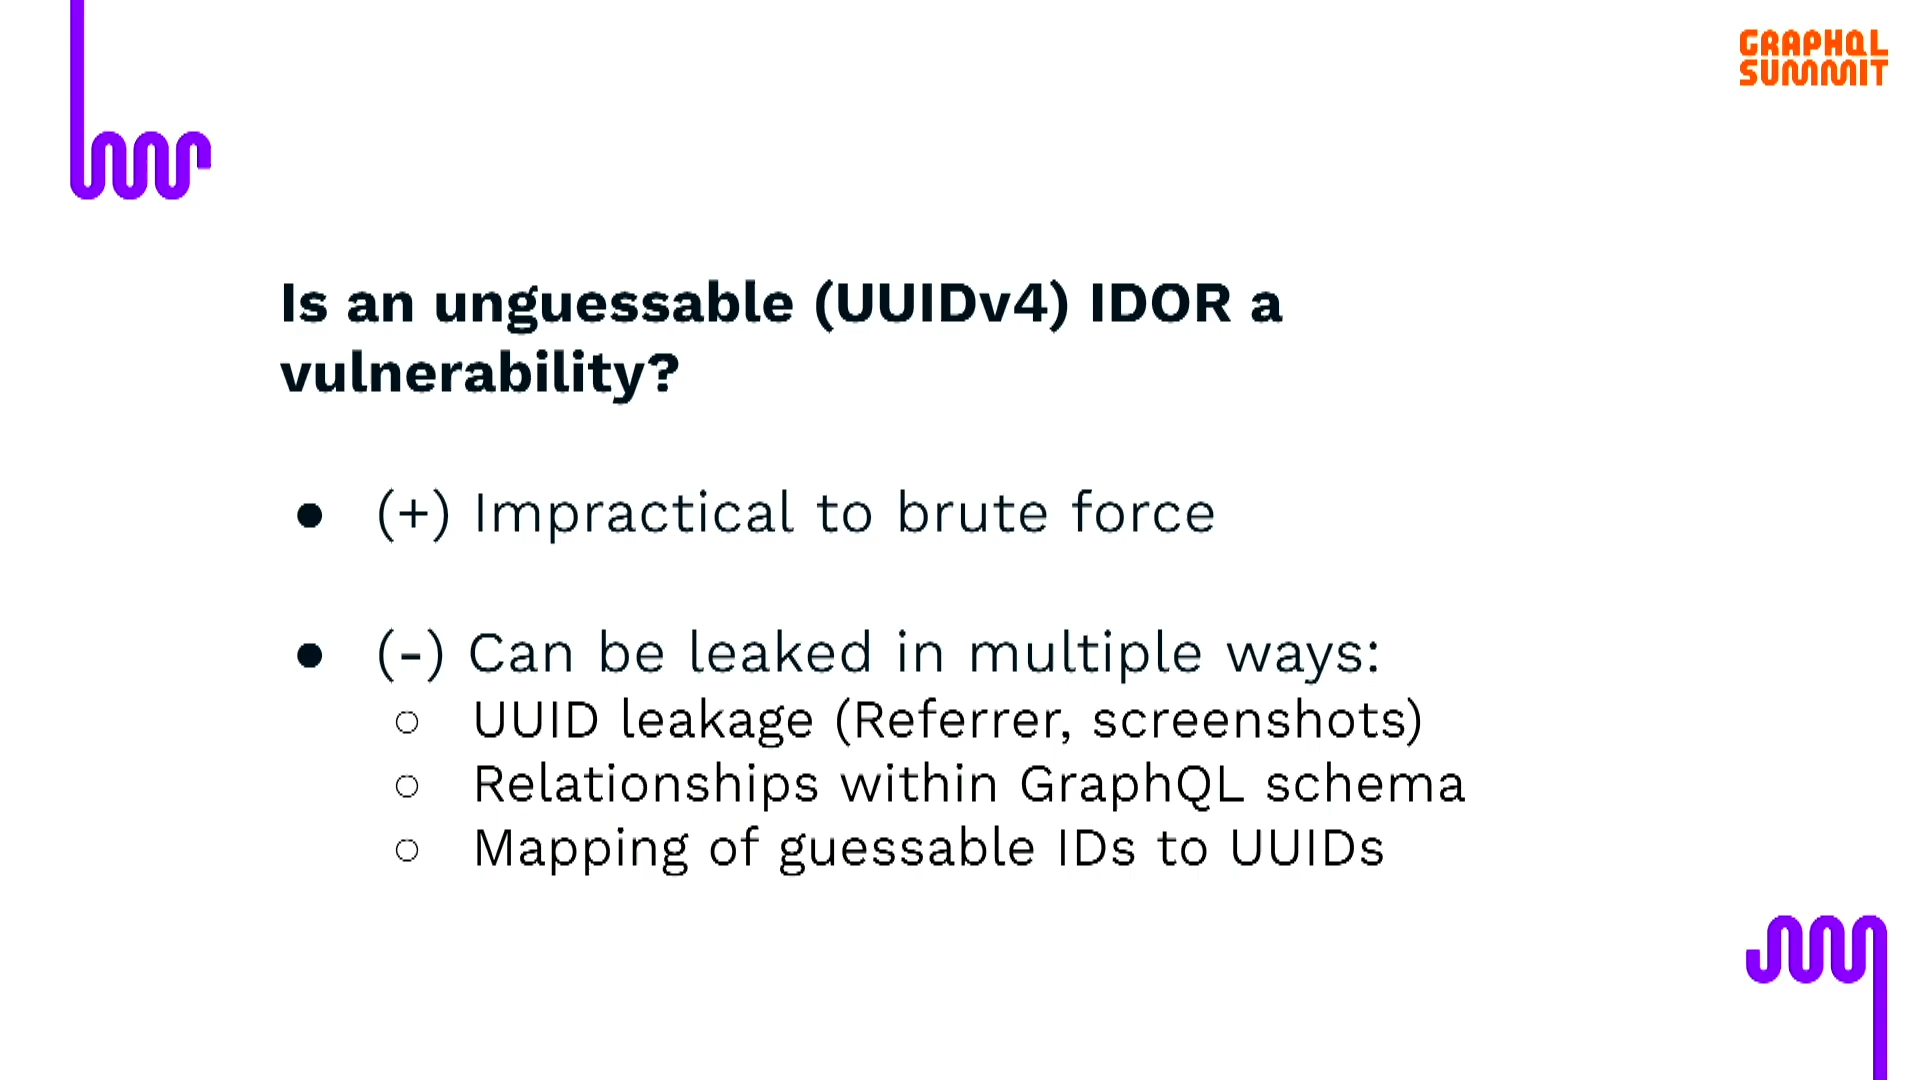 GRAPHQL
SUMMIT
Is an unguessable (UUIDv4) IDOR a
vulnerability?
● (+) Impractical to brute force
● (-) Can be leaked in multiple ways:
○ UUID leakage (Referrer, screenshots)
○ Relationships within GraphQL schema
○ Mapping of guessable IDs to UUIDs